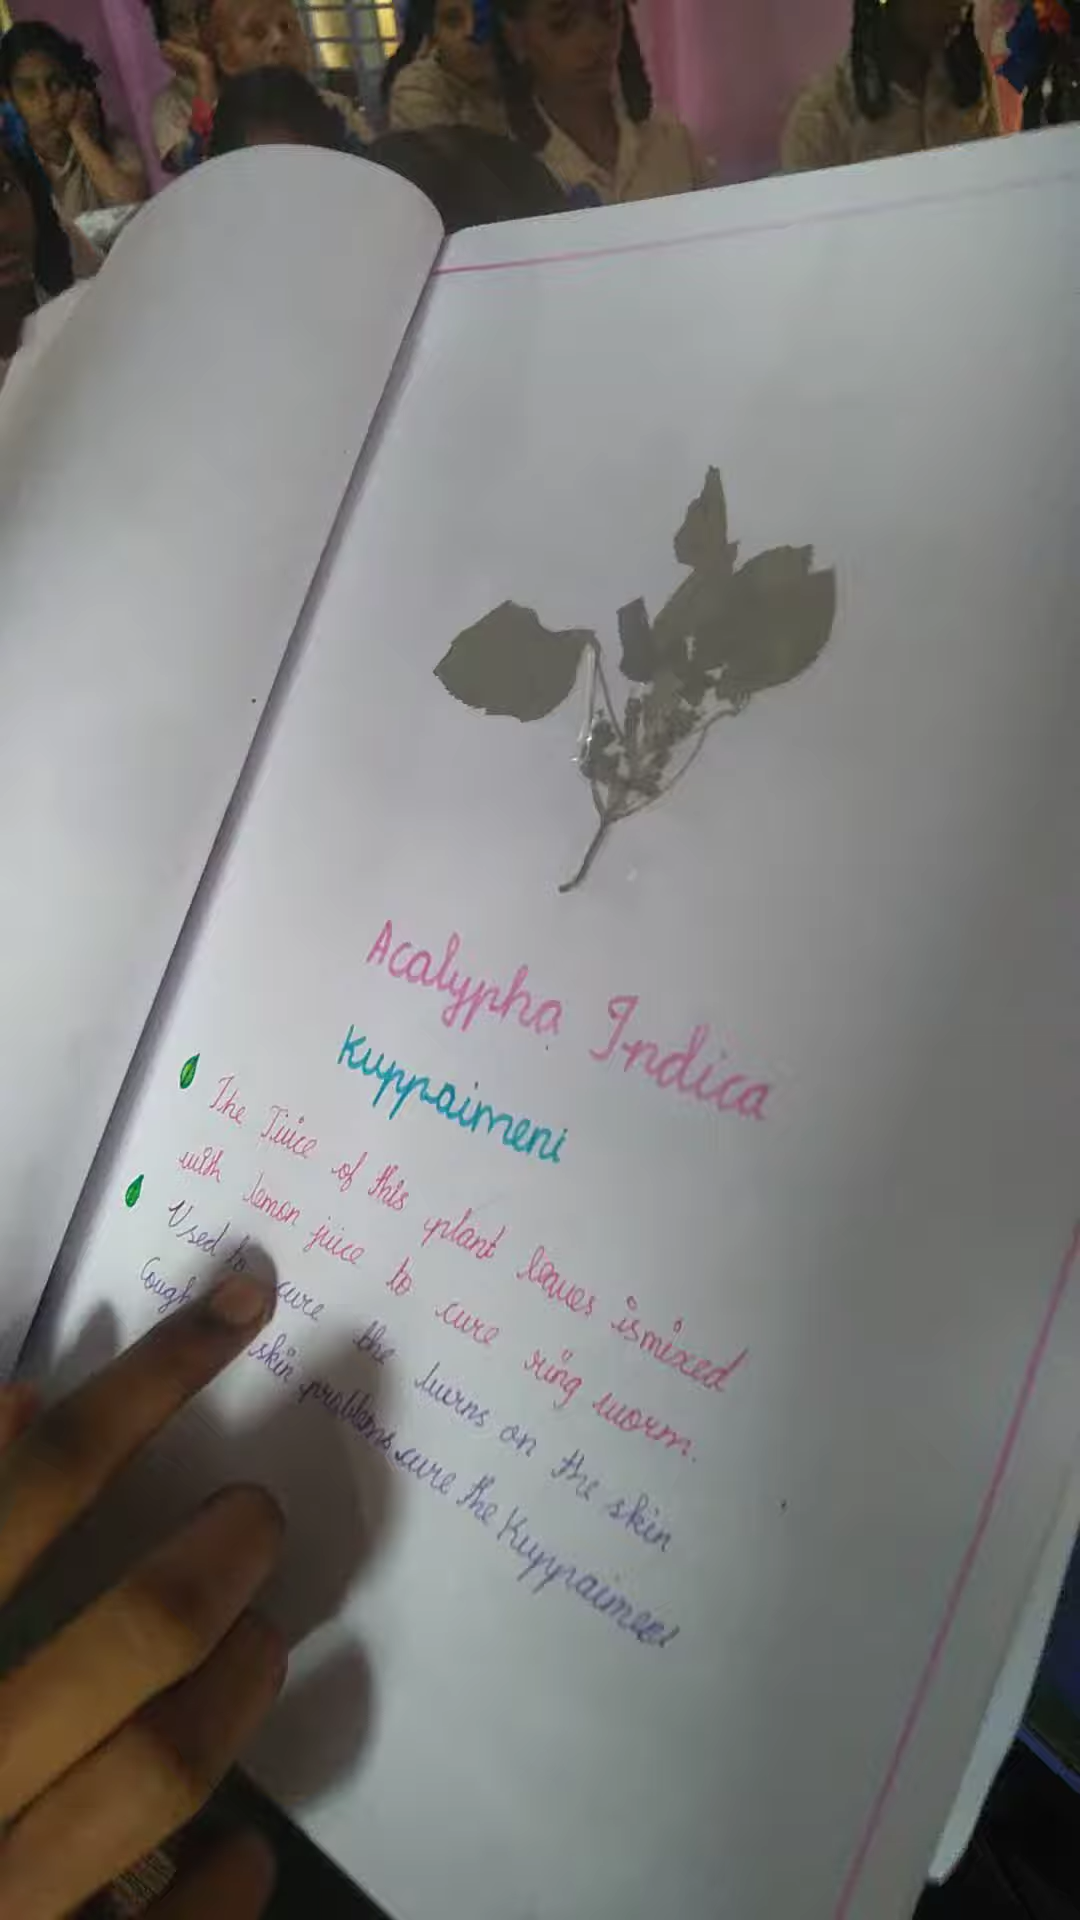 Acalypha Indica
Kuppaimeni
The Juice of this plant leaves ismixed
with lemon juice to cure ring worm.
Used to cure the burns on the skin
Cough skin problems cure the Kuppaimeni